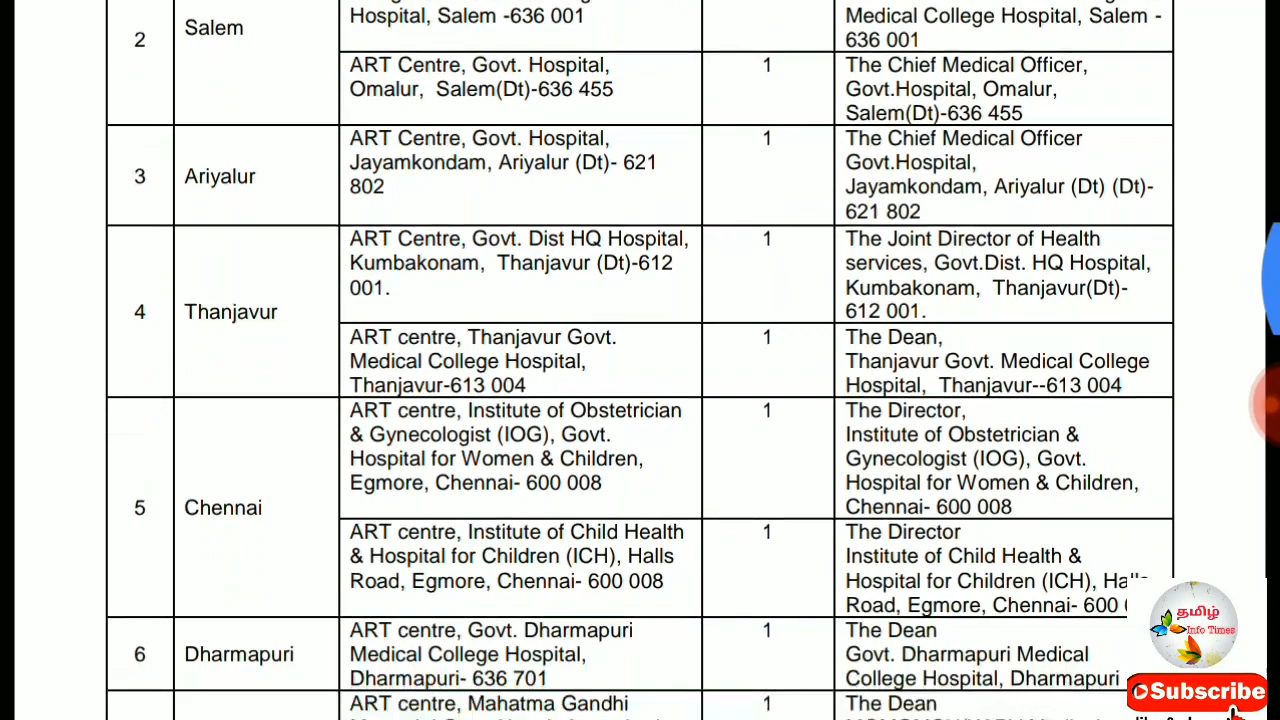 Hospital, Salem -636 001
Medical College Hospital, Salem -
636 001
2
Salem
ART Centre, Govt. Hospital,
Omalur, Salem(Dt)-636 455
1
The Chief Medical Officer,
Govt.Hospital, Omalur,
Salem(Dt)-636 455
3
Ariyalur
ART Centre, Govt. Hospital,
Jayamkondam, Ariyalur (Dt)- 621
802
1
The Chief Medical Officer
Govt.Hospital,
Jayamkondam, Ariyalur (Dt) (Dt)-
621 802
4
Thanjavur
ART Centre, Govt. Dist HQ Hospital,
Kumbakonam, Thanjavur (Dt)-612
001.
1
The Joint Director of Health
services, Govt.Dist. HQ Hospital,
Kumbakonam, Thanjavur(Dt)-
612 001.
ART centre, Thanjavur Govt.
Medical College Hospital,
Thanjavur-613 004
1
The Dean,
Thanjavur Govt. Medical College
Hospital, Thanjavur--613 004
5
Chennai
ART centre, Institute of Obstetrician
& Gynecologist (IOG), Govt.
Hospital for Women & Children,
Egmore, Chennai- 600 008
1
The Director,
Institute of Obstetrician &
Gynecologist (IOG), Govt.
Hospital for Women & Children,
Chennai- 600 008
ART centre, Institute of Child Health
& Hospital for Children (ICH), Halls
Road, Egmore, Chennai- 600 008
1
The Director
Institute of Child Health &
Hospital for Children (ICH),
Road, Egmore, Chennai- 600
6
Dharmapuri
ART centre, Govt. Dharmapuri
Medical College Hospital,
Dharmapuri- 636 701
1
The Dean
Govt. Dharmapuri Medical
College Hospital, Dharmapuri
ART centre, Mahatma Gandhi
1
The Dean
தமிழ்
Info Times
Subscribe